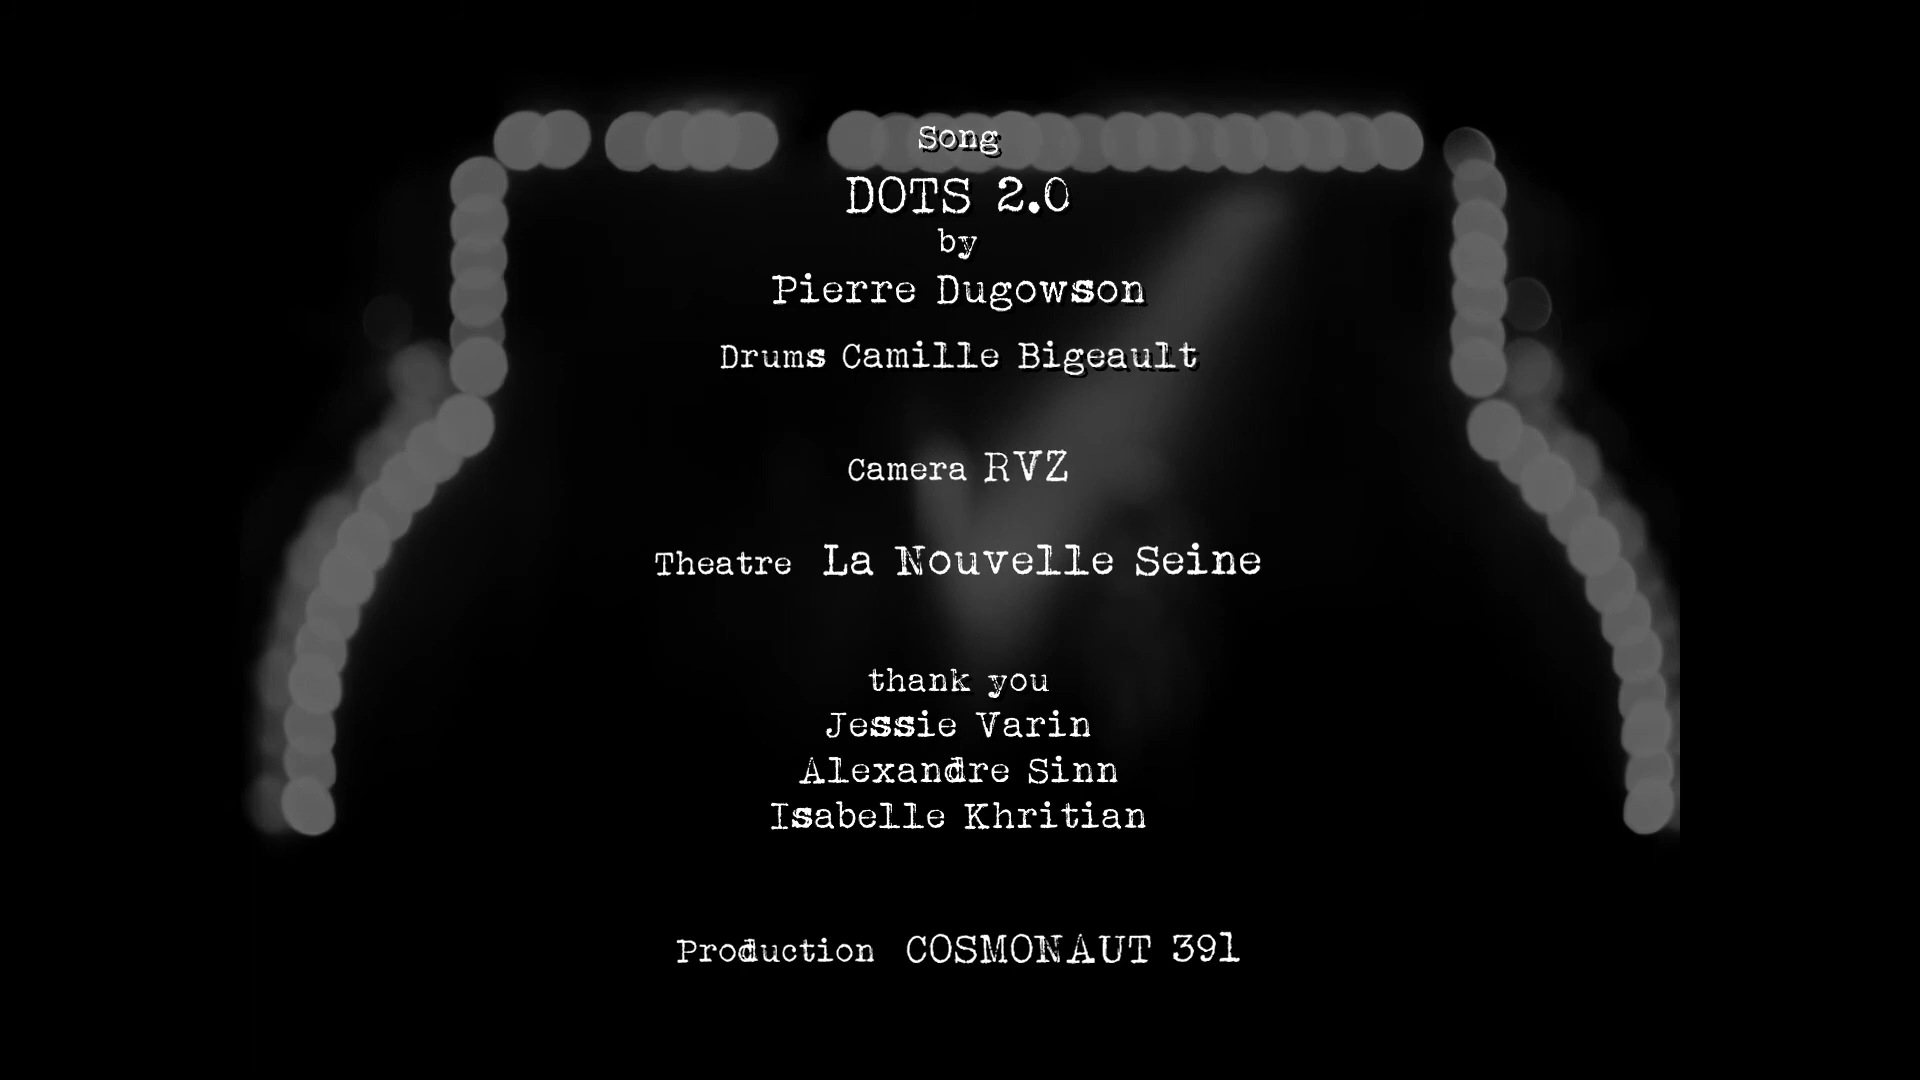 Song
DOTS 2.0
by
Pierre Dugowson
Drums Camille Bigeault
Camera RVZ
Theatre La Nouvelle Seine
thank you
Jessie Varin
Alexandre Sinn
Isabelle Khritian
Production COSMONAUT 391